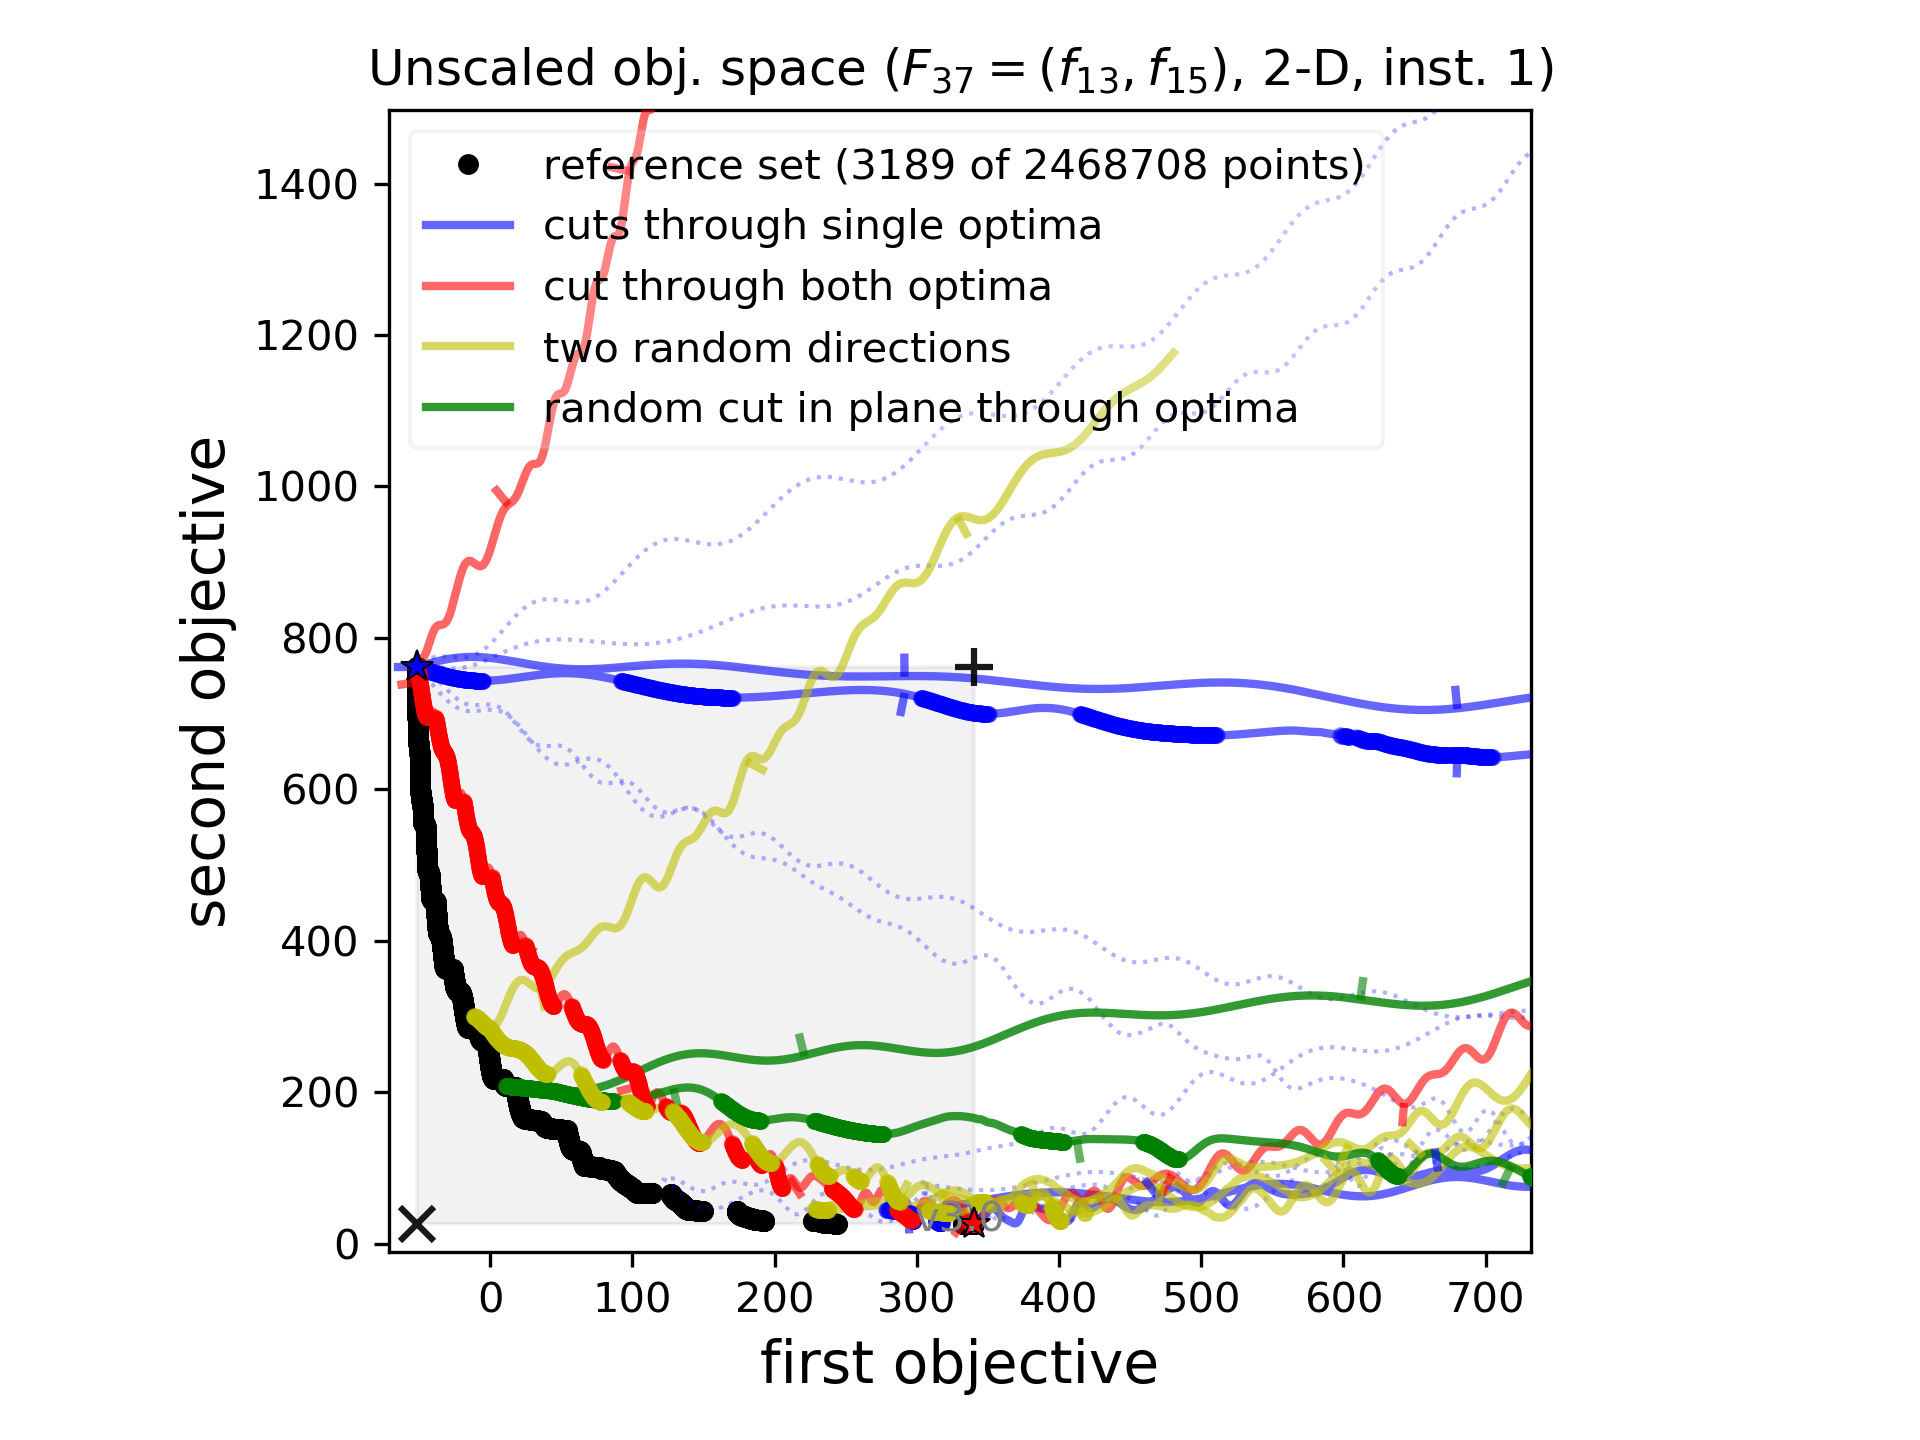 Unscaled obj. space (F37 = (f13, f15), 2-D, inst. 1)
reference set (3189 of 2468708 points)
cuts through single optima
cut through both optima
two random directions
random cut in plane through optima
second objective
1400
1200
1000
800
600
400
200
0
0 100 200 300 400 500 600 700
first objective